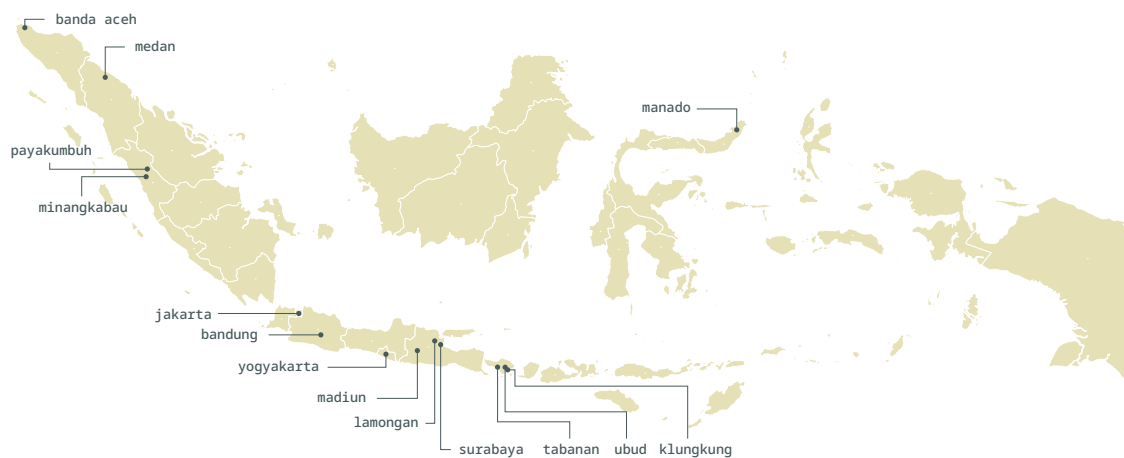 banda aceh
medan
manado
payakumbuh
minangkabau
jakarta
bandung
yogyakarta
madiun
lamongan
surabaya
tabanan
ubud
klungkung